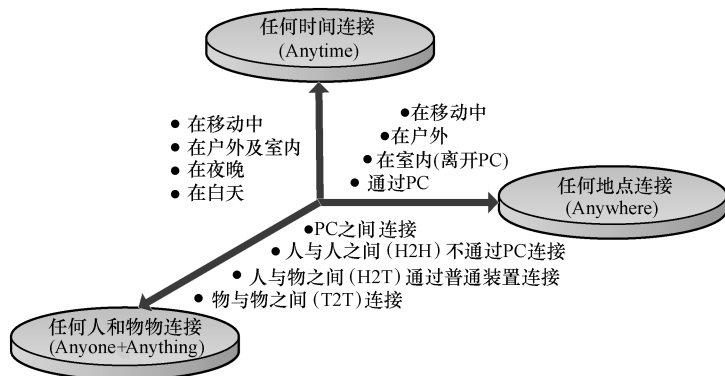 任何时间连接
(Anytime)
●在移动中
●在户外及室内
●在夜晚
●在白天
●在移动中
●在户外
●在室内(离开PC)
●通过PC
任何地点连接
(Anywhere)
●PC之间连接
●人与人之间(H2H)不通过PC连接
●人与物之间(H2T)通过普通装置连接
●物与物之间(T2T)连接
任何人和物物连接
(Anyone+Anything)